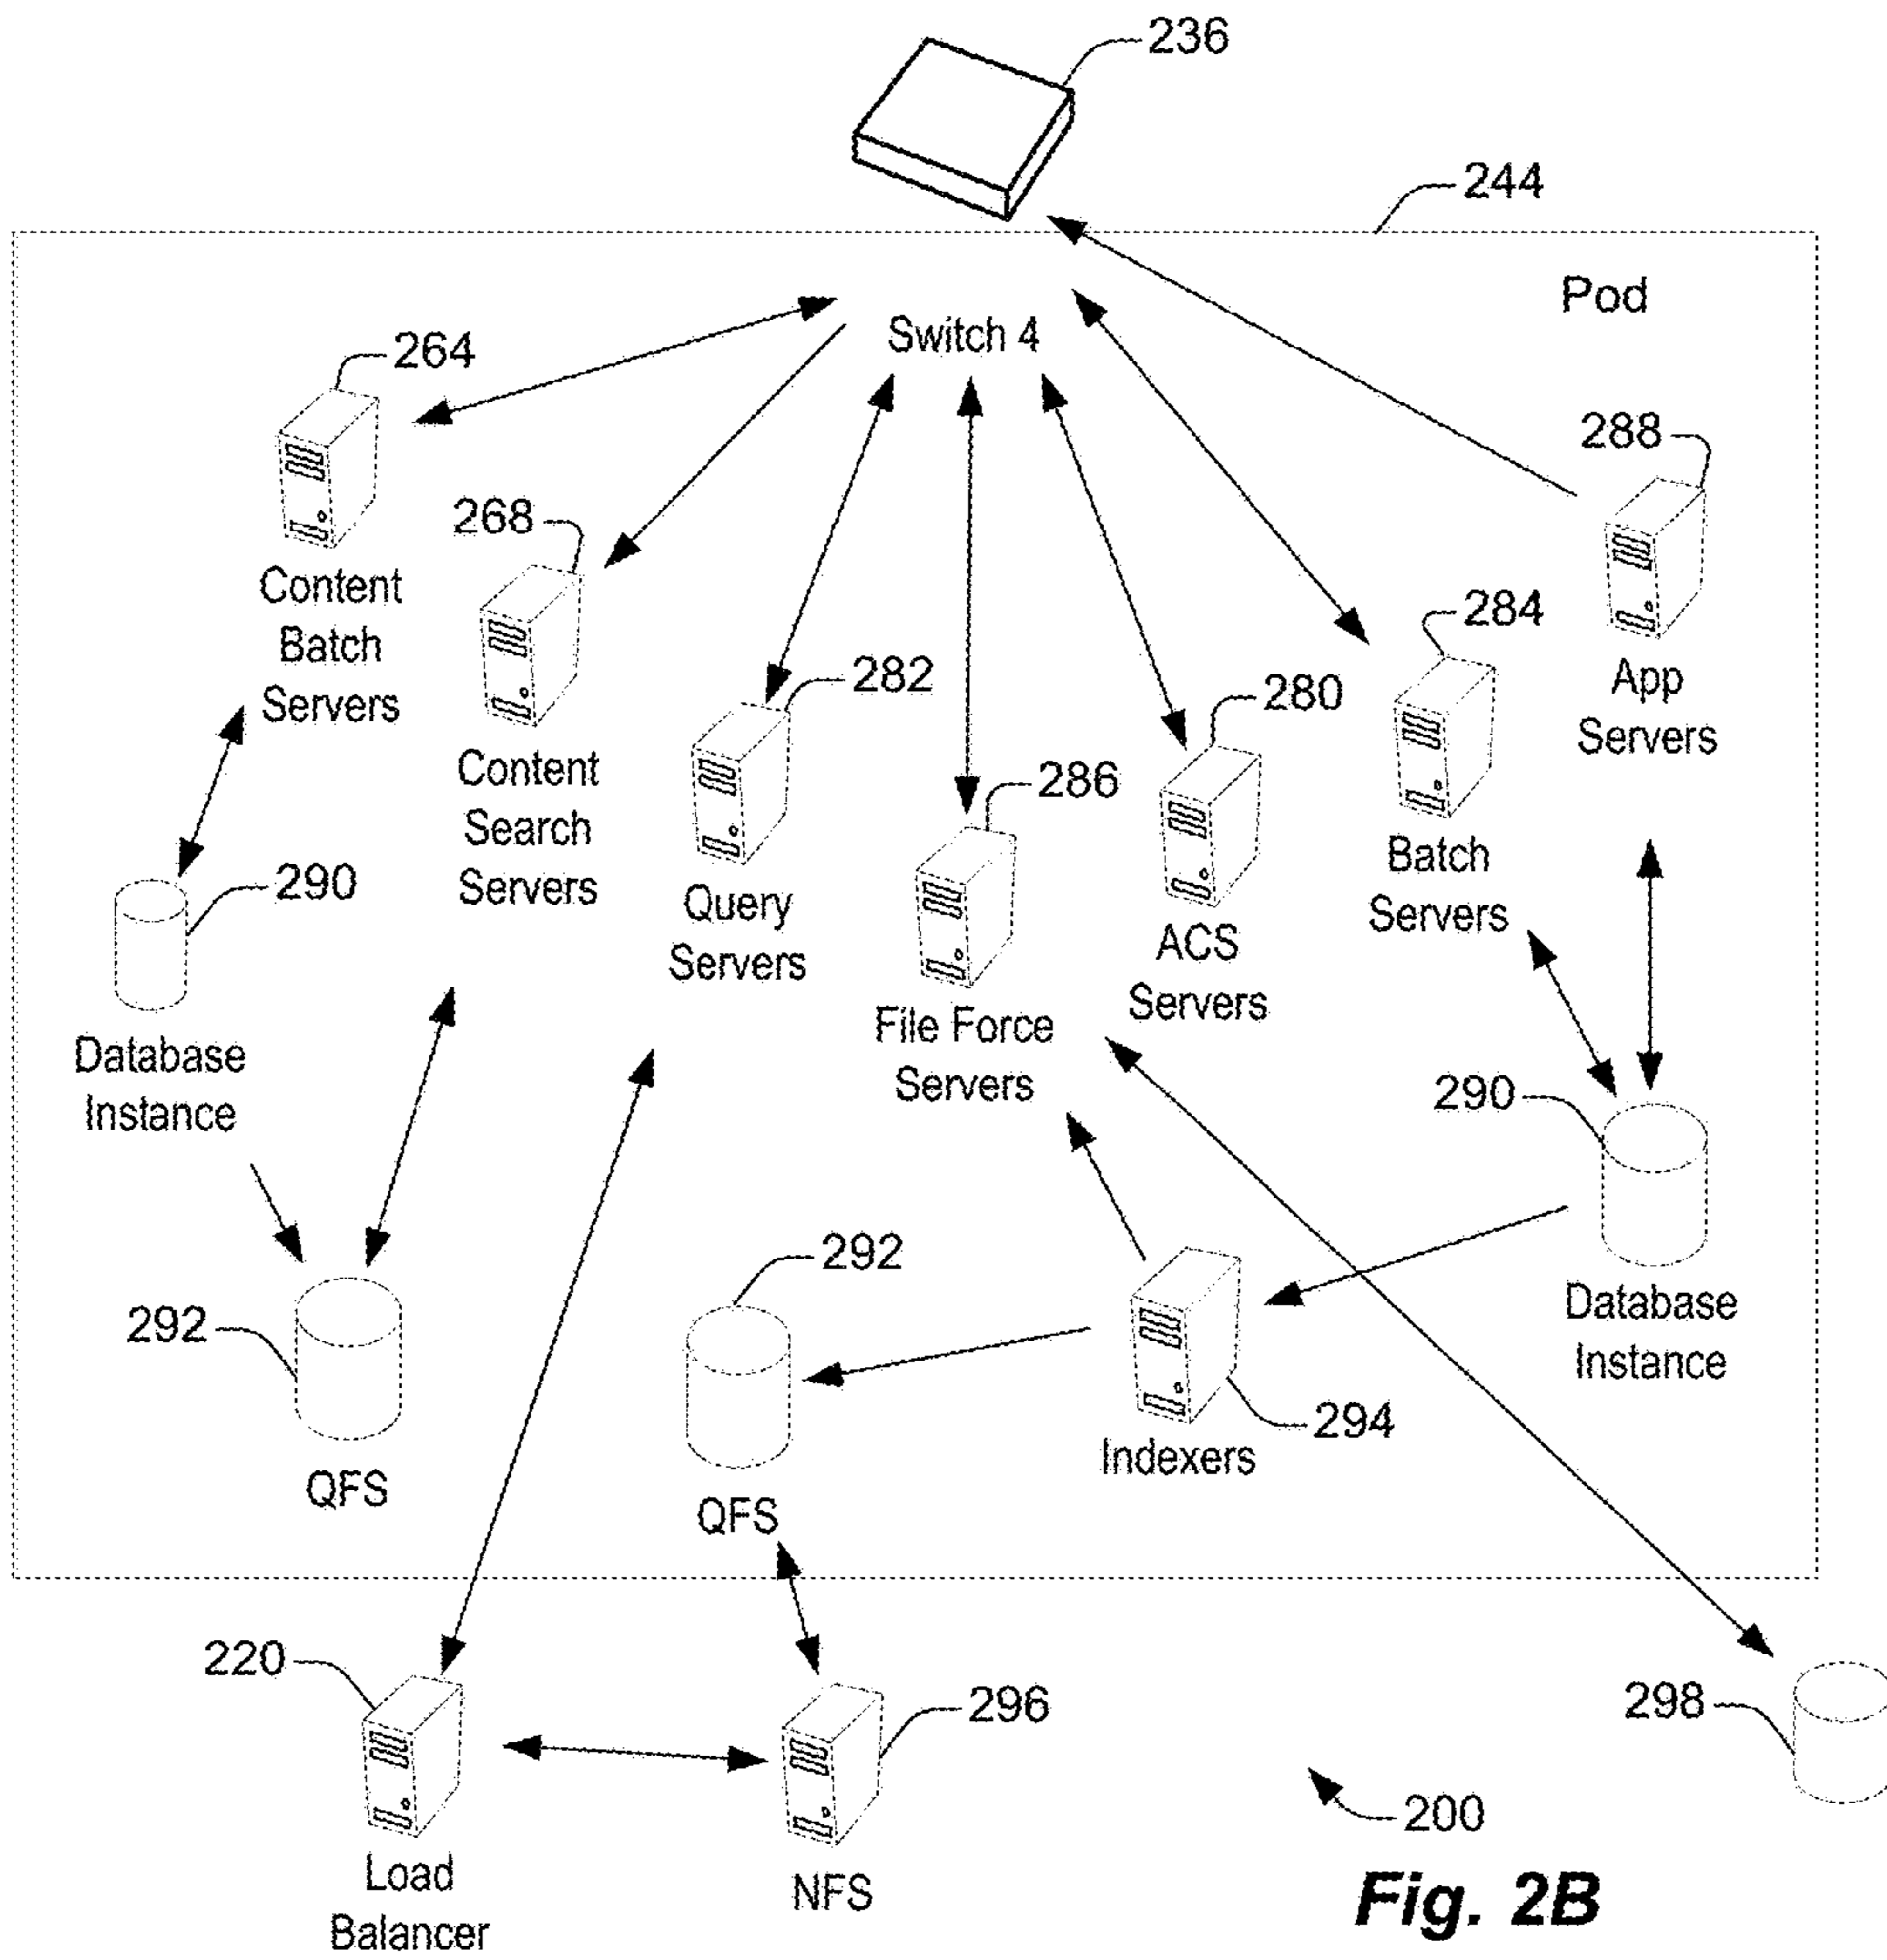 236
244
Pod
Switch 4
264
Content
Batch
Servers
268
Content
Search
Servers
282
Query
Servers
286
File Force
Servers
280
ACS
Servers
284
Batch
Servers
288
App
Servers
290
Database
Instance
290
Database
Instance
292
QFS
292
QFS
294
Indexers
220
Load
Balancer
296
NFS
298
200
Fig. 2B